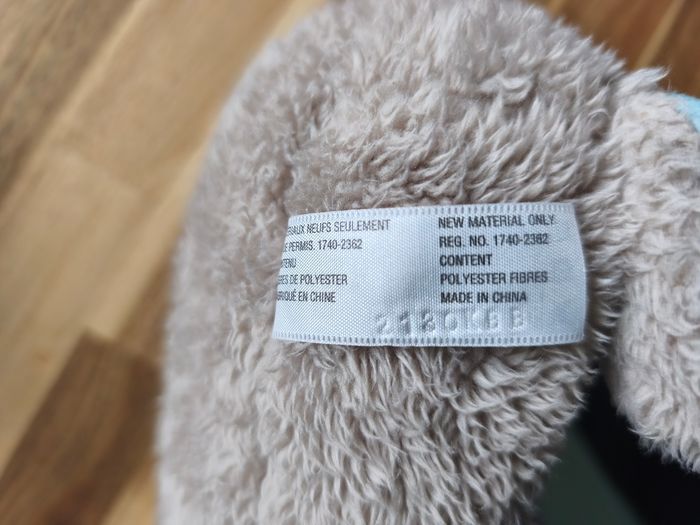 NEUFS SEULEMENT
PERMIS. 1740-2362
POLYESTER
EN CHINE
NEW MATERIAL ONLY
REG. NO. 1740-2362
CONTENT
POLYESTER FIBRES
MADE IN CHINA